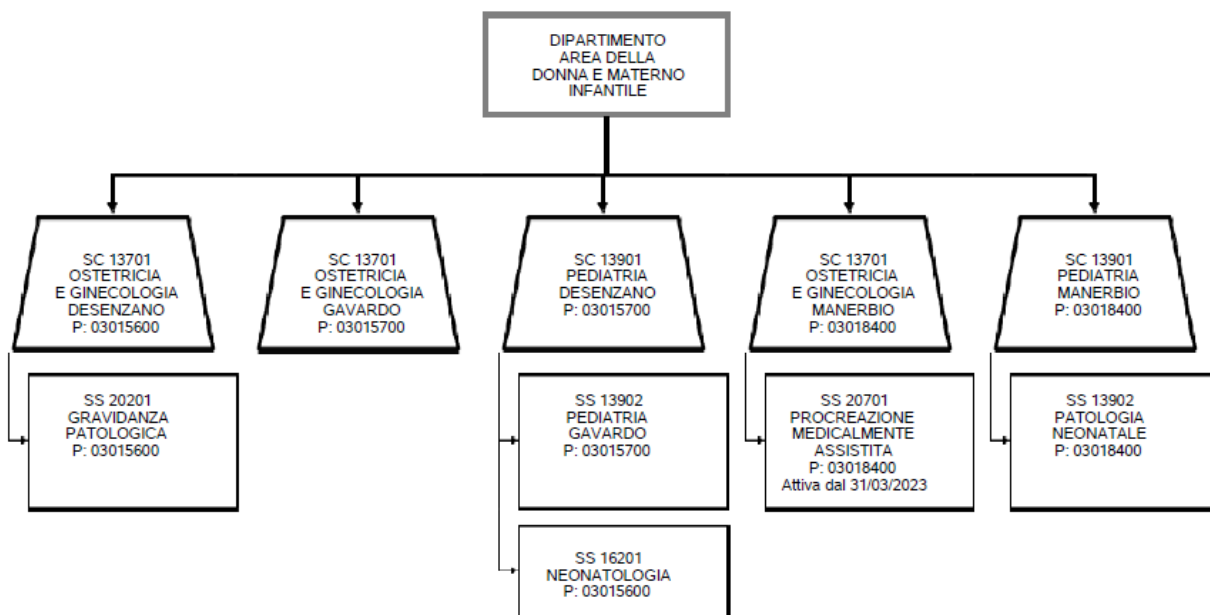 DIPARTIMENTO
AREA DELLA
DONNA E MATERNO
INFANTILE
SC 13701
OSTETRICIA
E GINECOLOGIA
DESENZANO
P: 03015600
SC 13701
OSTETRICIA
E GINECOLOGIA
GAVARDO
P: 03015700
SC 13901
PEDIATRIA
DESENZANO
P: 03015700
SC 13701
OSTETRICIA
E GINECOLOGIA
MANERBIO
P: 03018400
SC 13901
PEDIATRIA
MANERBIO
P: 03018400
SS 20201
GRAVIDANZA
PATOLOGICA
P: 03015600
SS 13902
PEDIATRIA
GAVARDO
P: 03015700
SS 20701
PROCREAZIONE
MEDICALMENTE
ASSISTITA
P: 03018400
Attiva dal 31/03/2023
SS 13902
PATOLOGIA
NEONATALE
P: 03018400
SS 16201
NEONATOLOGIA
P: 03015600